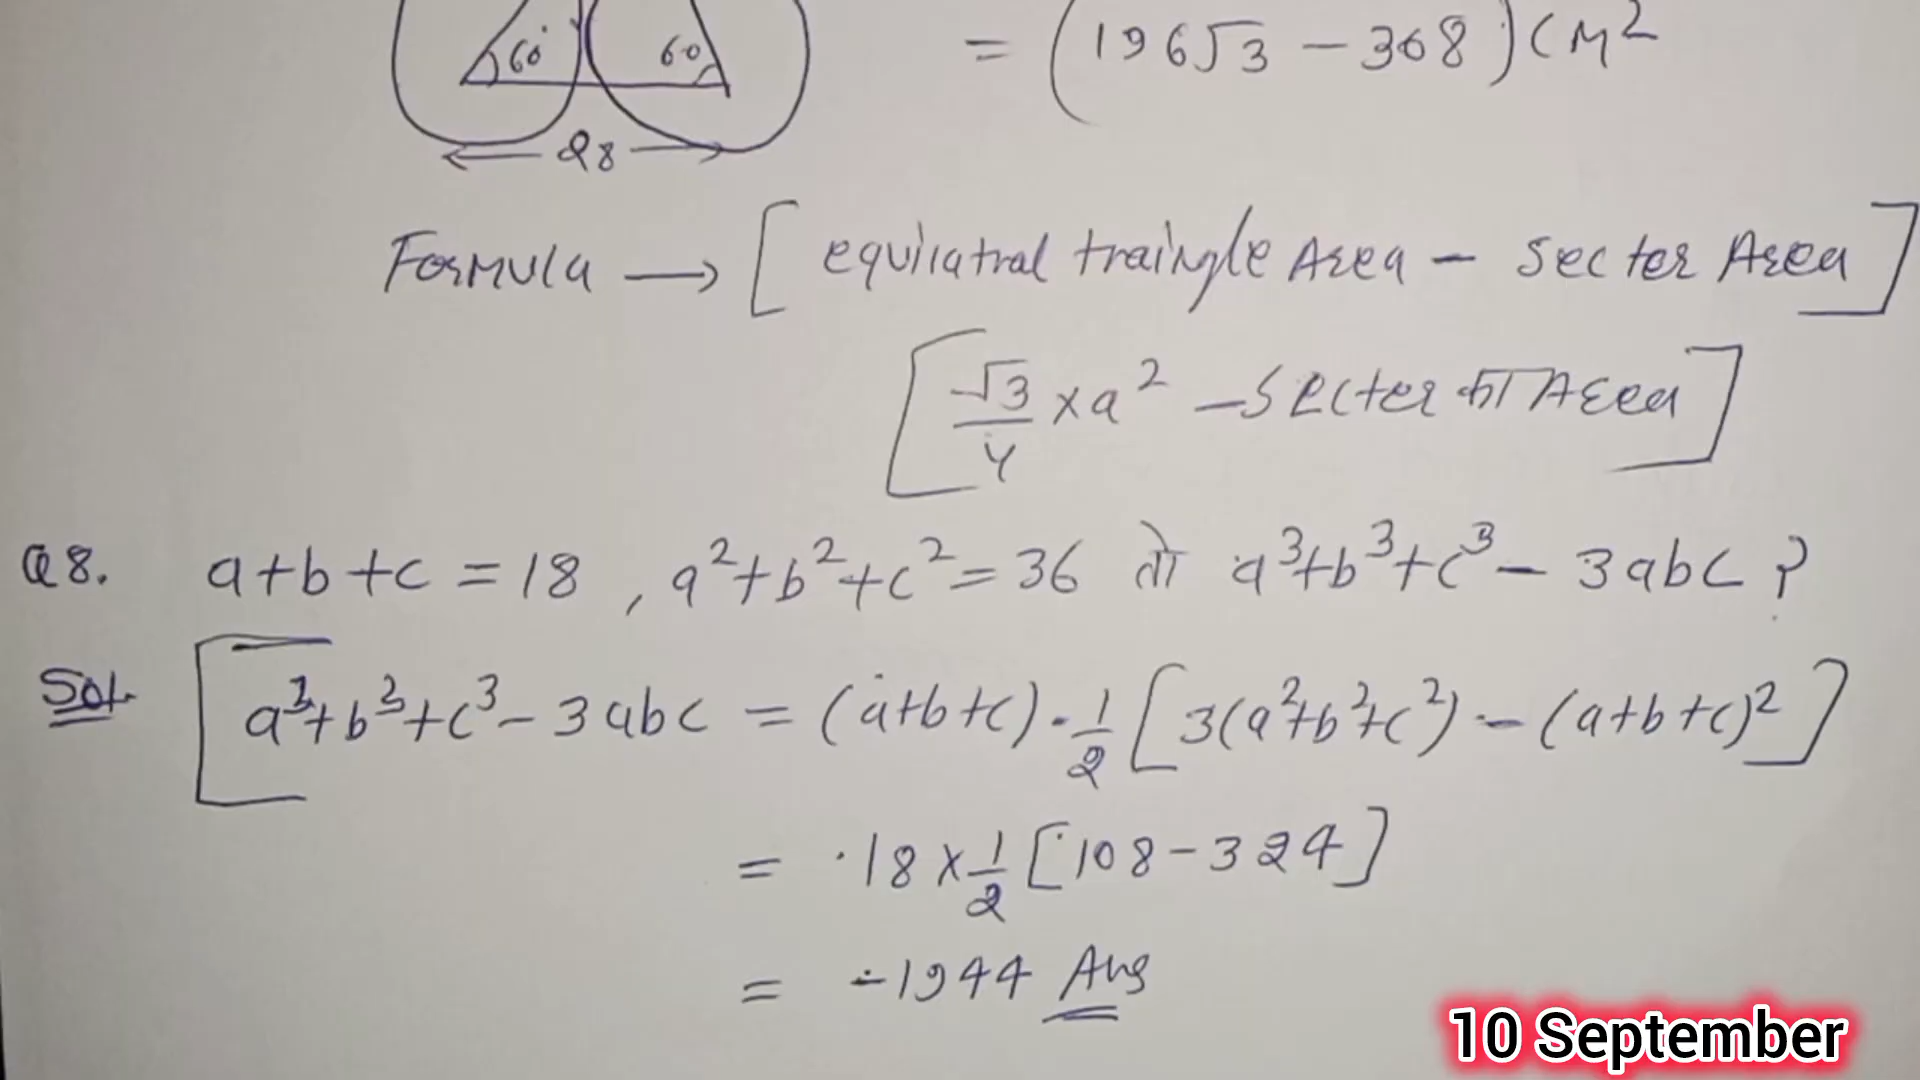 60° 60 = (196√3 - 308) CM²
28
Formula → [equilatral traingle Area - Secter Area]
[√3/4 × a² - Secter का Area]
Q8. a+b+c = 18, a²+b²+c² = 36 तो a³+b³+c³ - 3abc ?
Sol. [a³+b³+c³ - 3abc = (a+b+c)·1/2 [3(a²+b²+c²) - (a+b+c)²]
= 18 × 1/2 [108 - 324]
= -1944 Ans
10 September